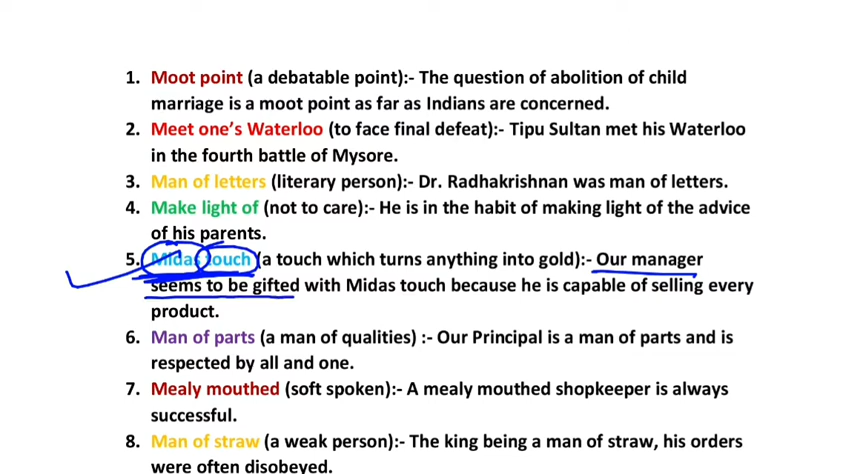 1. Moot point (a debatable point):- The question of abolition of child
marriage is a moot point as far as Indians are concerned.
2. Meet one's Waterloo (to face final defeat):- Tipu Sultan met his Waterloo
in the fourth battle of Mysore.
3. Man of letters (literary person):- Dr. Radhakrishnan was man of letters.
4. Make light of (not to care):- He is in the habit of making light of the advice
of his parents.
5. Midas touch (a touch which turns anything into gold):- Our manager
seems to be gifted with Midas touch because he is capable of selling every
product.
6. Man of parts (a man of qualities) :- Our Principal is a man of parts and is
respected by all and one.
7. Mealy mouthed (soft spoken):- A mealy mouthed shopkeeper is always
successful.
8. Man of straw (a weak person):- The king being a man of straw, his orders
were often disobeyed.